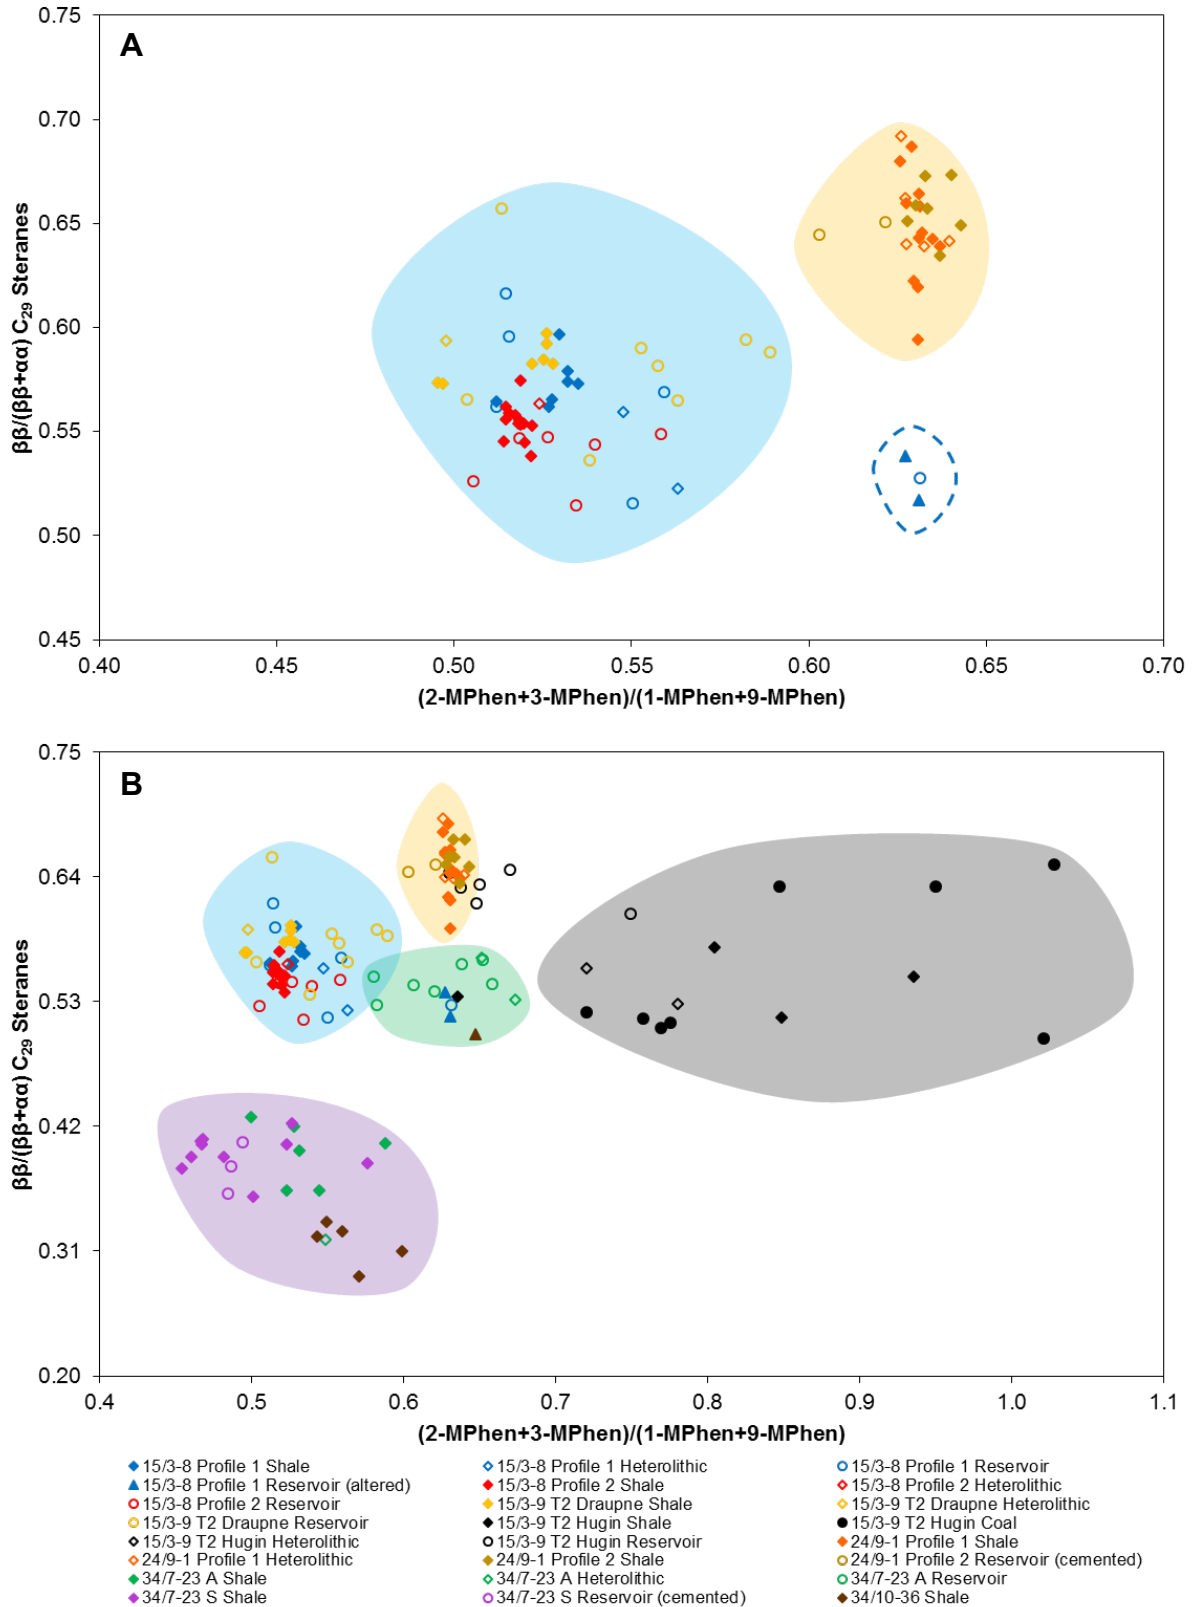 A
0.75
0.70
0.65
0.60
0.55
0.50
0.45
ββ/(ββ+αα) C29 Steranes
0.40 0.45 0.50 0.55 0.60 0.65 0.70
(2-MPhen+3-MPhen)/(1-MPhen+9-MPhen)
B
0.75
0.64
0.53
0.42
0.31
0.20
ββ/(ββ+αα) C29 Steranes
0.4 0.5 0.6 0.7 0.8 0.9 1.0 1.1
(2-MPhen+3-MPhen)/(1-MPhen+9-MPhen)
15/3-8 Profile 1 Shale 15/3-8 Profile 1 Heterolithic 15/3-8 Profile 1 Reservoir
15/3-8 Profile 1 Reservoir (altered) 15/3-8 Profile 2 Shale 15/3-8 Profile 2 Heterolithic
15/3-8 Profile 2 Reservoir 15/3-9 T2 Draupne Shale 15/3-9 T2 Draupne Heterolithic
15/3-9 T2 Draupne Reservoir 15/3-9 T2 Hugin Shale 15/3-9 T2 Hugin Coal
15/3-9 T2 Hugin Heterolithic 15/3-9 T2 Hugin Reservoir 24/9-1 Profile 1 Shale
24/9-1 Profile 1 Heterolithic 24/9-1 Profile 2 Shale 24/9-1 Profile 2 Reservoir (cemented)
34/7-23 A Shale 34/7-23 A Heterolithic 34/7-23 A Reservoir
34/7-23 S Shale 34/7-23 S Reservoir (cemented) 34/10-36 Shale